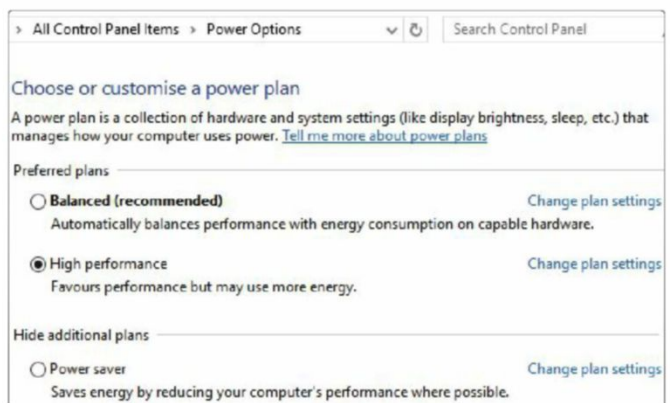 > All Control Panel Items > Power Options
Search Control Panel
Choose or customise a power plan
A power plan is a collection of hardware and system settings (like display brightness, sleep, etc.) that
manages how your computer uses power. Tell me more about power plans
Preferred plans
Balanced (recommended) Change plan settings
Automatically balances performance with energy consumption on capable hardware.
High performance Change plan settings
Favours performance but may use more energy.
Hide additional plans
Power saver Change plan settings
Saves energy by reducing your computer's performance where possible.